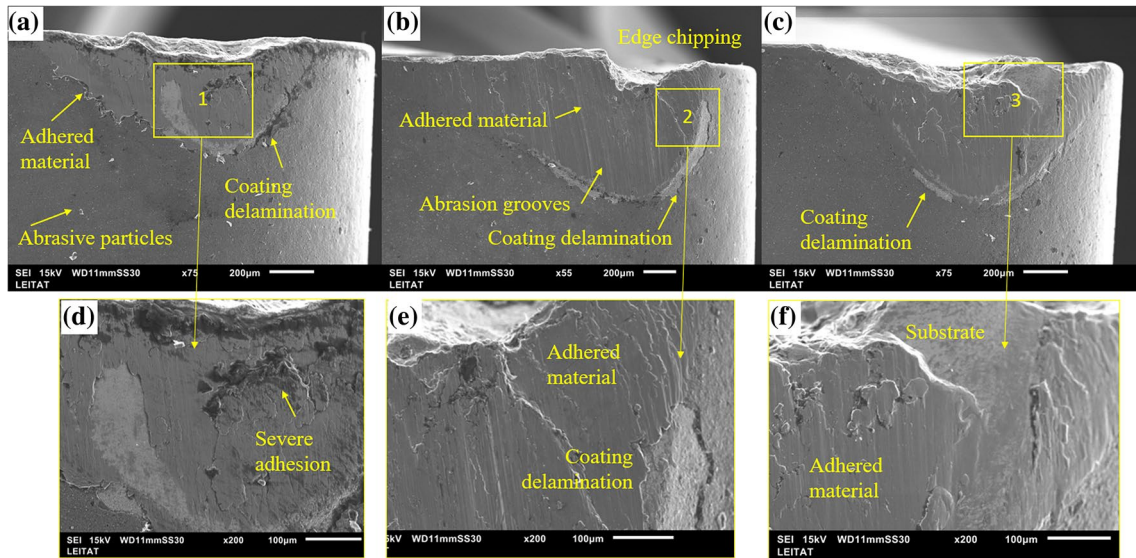 (a)
1
Adhered
material
Coating
delamination
Abrasive particles
SEI 15kV WD11mmSS30 x75 200µm
LEITAT
(b)
Edge chipping
2
Adhered material
Abrasion grooves
Coating delamination
SEI 15kV WD11mmSS30 x55 200µm
LEITAT
(c)
3
Coating
delamination
SEI 15kV WD11mmSS30 x75 200µm
LEITAT
(d)
Severe
adhesion
SEI 15kV WD11mmSS30 x200 100µm
LEITAT
(e)
Adhered
material
Coating
delamination
SEI 15kV WD11mmSS30 x200 100µm
LEITAT
(f)
Substrate
Adhered
material
SEI 15kV WD11mmSS30 x200 100µm
LEITAT